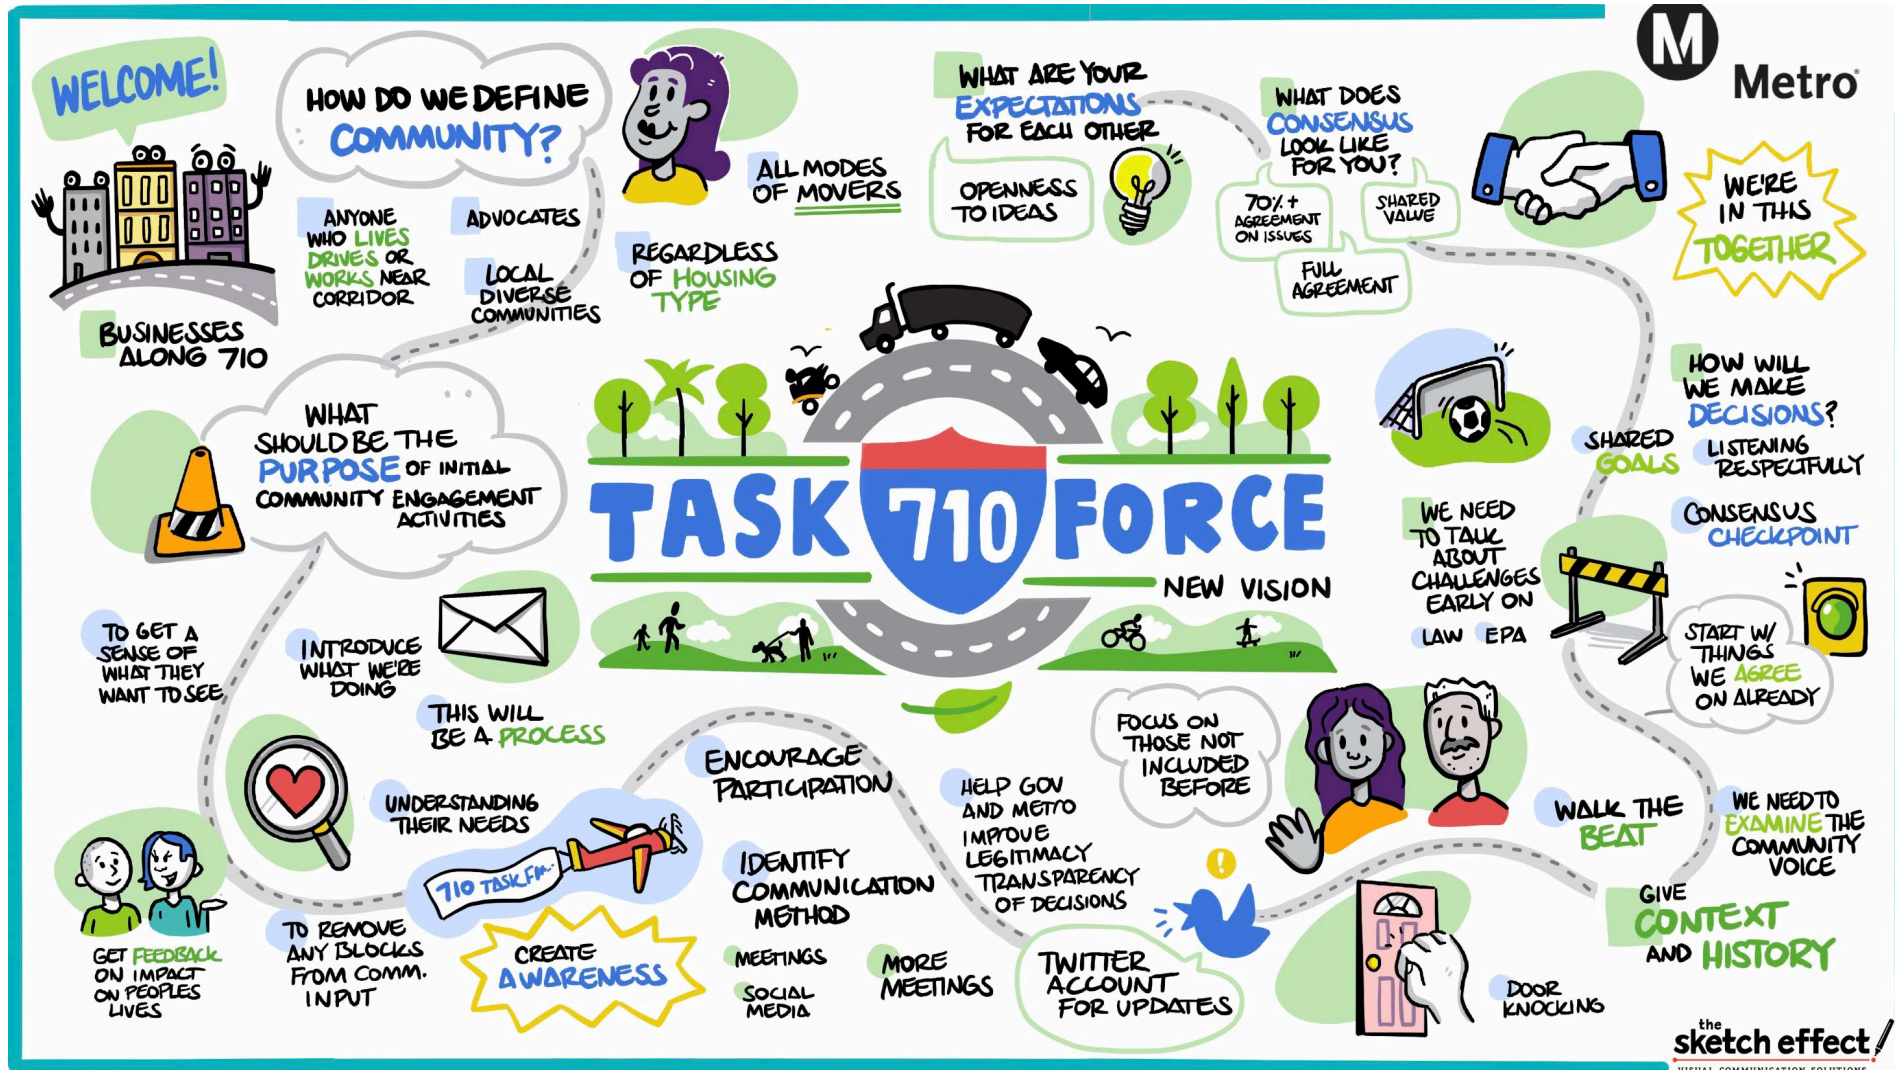 WELCOME!
BUSINESSES
ALONG 710
HOW DO WE DEFINE
COMMUNITY?
ANYONE
WHO LIVES
DRIVES OR
WORKS NEAR
CORRIDOR
ADVOCATES
LOCAL
DIVERSE
COMMUNITIES
ALL MODES
OF MOVERS
REGARDLESS
OF HOUSING
TYPE
WHAT ARE YOUR
EXPECTATIONS
FOR EACH OTHER
OPENNESS
TO IDEAS
WHAT DOES
CONSENSUS
LOOK LIKE
FOR YOU?
70% +
AGREEMENT
ON ISSUES
SHARED
VALUE
FULL
AGREEMENT
M
Metro
WE'RE
IN THIS
TOGETHER
WHAT
SHOULD BE THE
PURPOSE OF INITIAL
COMMUNITY ENGAGEMENT
ACTIVITIES
TASK 710 FORCE
NEW VISION
HOW WILL
WE MAKE
DECISIONS?
SHARED
GOALS
LISTENING
RESPECTFULLY
CONSENSUS
CHECKPOINT
WE NEED
TO TALK
ABOUT
CHALLENGES
EARLY ON
LAW EPA
START W/
THINGS
WE AGREE
ON ALREADY
TO GET A
SENSE OF
WHAT THEY
WANT TO SEE
INTRODUCE
WHAT WE'RE
DOING
THIS WILL
BE A PROCESS
UNDERSTANDING
THEIR NEEDS
GET FEEDBACK
ON IMPACT
ON PEOPLES
LIVES
TO REMOVE
ANY BLOCKS
FROM COMM.
INPUT
710 TASK F
CREATE
AWARENESS
ENCOURAGE
PARTICIPATION
IDENTIFY
COMMUNICATION
METHOD
MEETINGS
SOCIAL
MEDIA
MORE
MEETINGS
HELP GOV
AND METRO
IMPROVE
LEGITIMACY
TRANSPARENCY
OF DECISIONS
TWITTER
ACCOUNT
FOR UPDATES
!
FOCUS ON
THOSE NOT
INCLUDED
BEFORE
WALK THE
BEAT
WE NEED TO
EXAMINE THE
COMMUNITY
VOICE
GIVE
CONTEXT
AND HISTORY
DOOR
KNOCKING
the
sketch effect
VISUAL COMMUNICATION SOLUTIONS